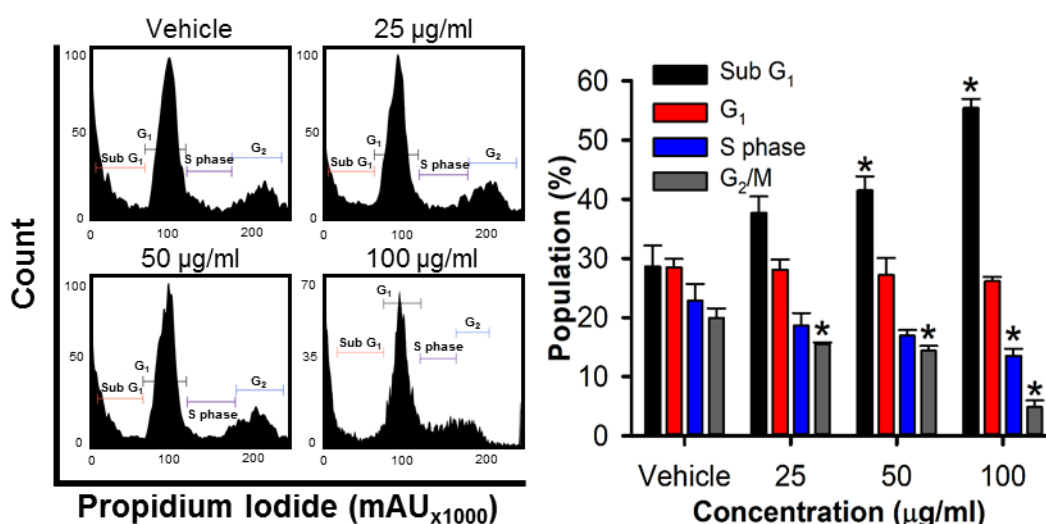 Vehicle
25 µg/ml
100
50
0
G1
Sub G1
S phase
G2
0 100 200
100
50
0
G1
Sub G1
S phase
G2
0 100 200
50 µg/ml
100 µg/ml
100
50
0
G1
Sub G1
S phase
G2
0 100 200
70
35
0
G1
Sub G1
S phase
G2
0 100 200
Count
Propidium Iodide (mAUx1000)
Sub G1
G1
S phase
G2/M
60
50
40
30
20
10
0
Population (%)
* * * * * * *
Vehicle 25 50 100
Concentration (µg/ml)